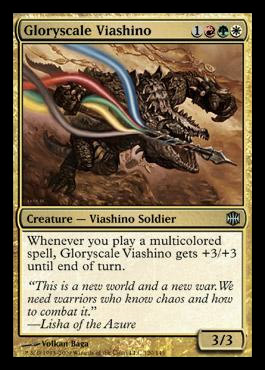 Gloryscale Viashino 1
Creature — Viashino Soldier
Whenever you play a multicolored
spell, Gloryscale Viashino gets +3/+3
until end of turn.
“This is a new world and a new war.We
need warriors who know chaos and how
to combat it.”
—Lisha of the Azure
Volkan Baga
3/3